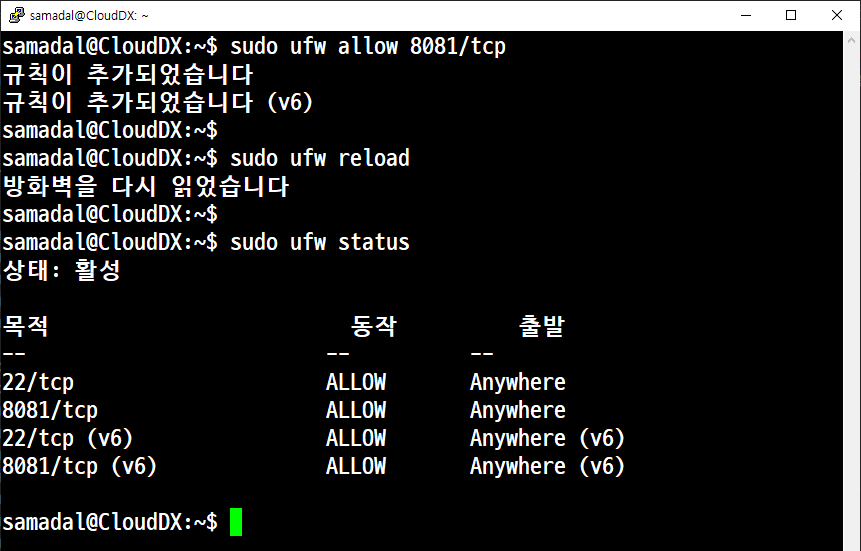 samadal@CloudDX: ~
samadal@CloudDX:~$ sudo ufw allow 8081/tcp
규칙이 추가되었습니다
규칙이 추가되었습니다 (v6)
samadal@CloudDX:~$
samadal@CloudDX:~$ sudo ufw reload
방화벽을 다시 읽었습니다
samadal@CloudDX:~$
samadal@CloudDX:~$ sudo ufw status
상태: 활성
목적 동작 출발
-- -- --
22/tcp ALLOW Anywhere
8081/tcp ALLOW Anywhere
22/tcp (v6) ALLOW Anywhere (v6)
8081/tcp (v6) ALLOW Anywhere (v6)
samadal@CloudDX:~$